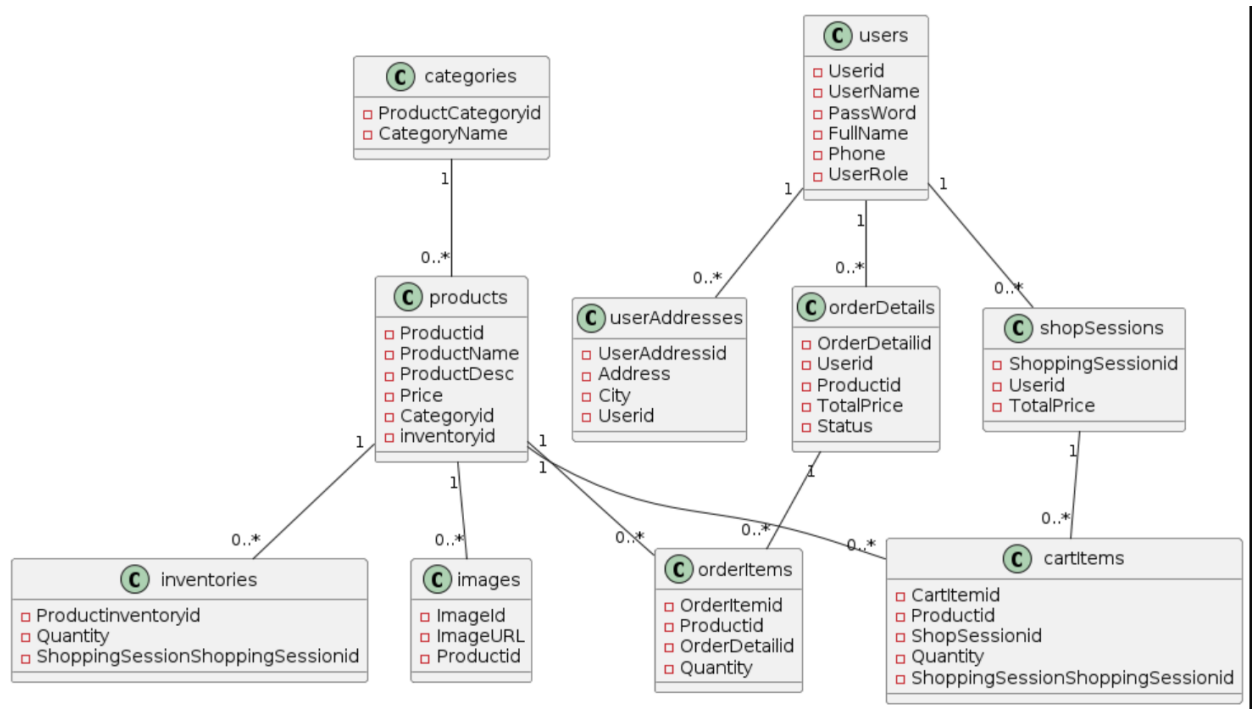 C users
Userid
UserName
PassWord
FullName
Phone
UserRole
C categories
ProductCategoryid
CategoryName
1
0..*
1
0..*
1
0..*
1
0..*
C products
Productid
ProductName
ProductDesc
Price
Categoryid
inventoryid
C userAddresses
UserAddressid
Address
City
Userid
C orderDetails
OrderDetailid
Userid
Productid
TotalPrice
Status
C shopSessions
ShoppingSessionid
Userid
TotalPrice
1
0..*
1
0..*
1
0..*
1
0..*
1
0..*
1
0..*
C inventories
Productinventoryid
Quantity
ShoppingSessionShoppingSessionid
C images
ImageId
ImageURL
Productid
C orderItems
OrderItemid
Productid
OrderDetailid
Quantity
C cartItems
CartItemid
Productid
ShopSessionid
Quantity
ShoppingSessionShoppingSessionid